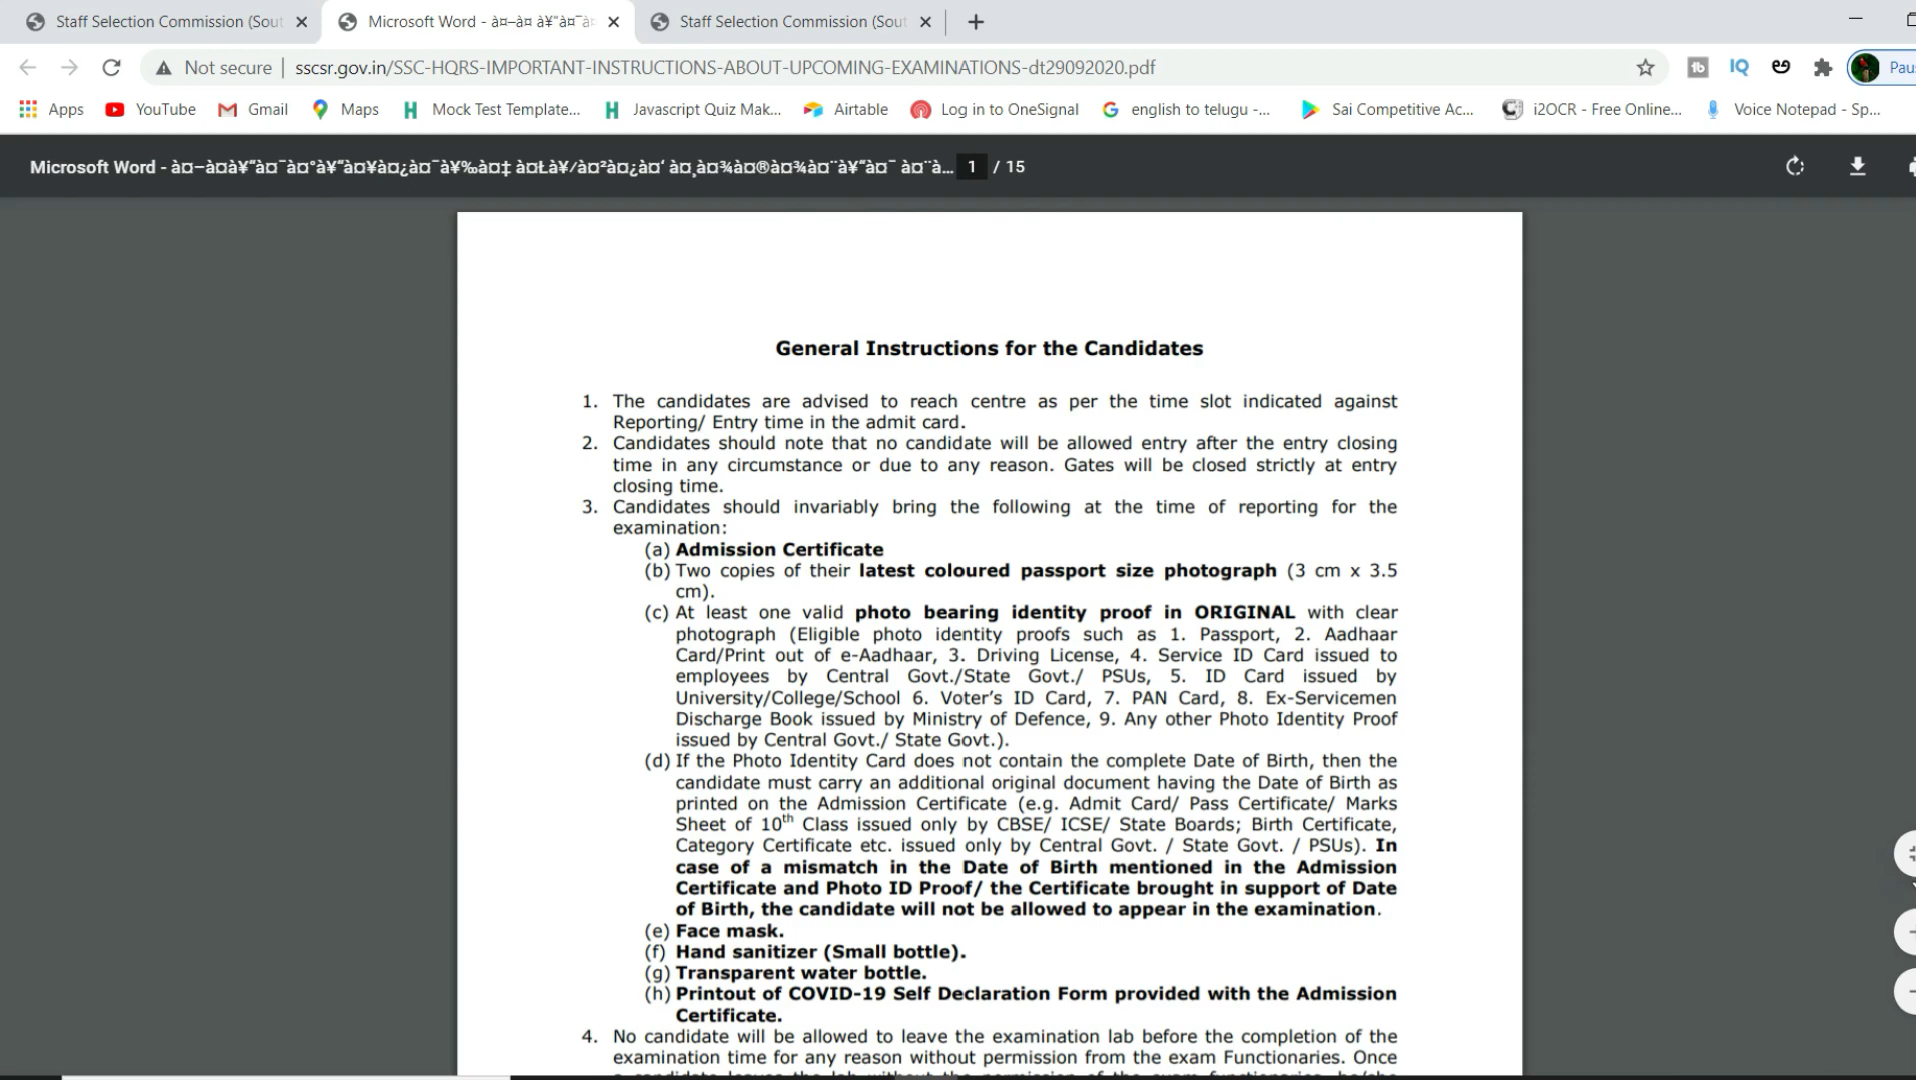 Staff Selection Commission (Sout
Microsoft Word -
Staff Selection Commission (Sout
Not secure
sscsr.gov.in/SSC-HQRS-IMPORTANT-INSTRUCTIONS-ABOUT-UPCOMING-EXAMINATIONS-dt29092020.pdf
tb
IQ
Pau
Apps
YouTube
Gmail
Maps
Mock Test Template...
Javascript Quiz Mak...
Airtable
Log in to OneSignal
english to telugu -...
Sai Competitive Ac...
i2OCR - Free Online...
Voice Notepad - Sp...
Microsoft Word -
1 / 15
General Instructions for the Candidates
1. The candidates are advised to reach centre as per the time slot indicated against
Reporting/ Entry time in the admit card.
2. Candidates should note that no candidate will be allowed entry after the entry closing
time in any circumstance or due to any reason. Gates will be closed strictly at entry
closing time.
3. Candidates should invariably bring the following at the time of reporting for the
examination:
(a) Admission Certificate
(b) Two copies of their latest coloured passport size photograph (3 cm x 3.5
cm).
(c) At least one valid photo bearing identity proof in ORIGINAL with clear
photograph (Eligible photo identity proofs such as 1. Passport, 2. Aadhaar
Card/Print out of e-Aadhaar, 3. Driving License, 4. Service ID Card issued to
employees by Central Govt./State Govt./ PSUs, 5. ID Card issued by
University/College/School 6. Voter's ID Card, 7. PAN Card, 8. Ex-Servicemen
Discharge Book issued by Ministry of Defence, 9. Any other Photo Identity Proof
issued by Central Govt./ State Govt.).
(d) If the Photo Identity Card does not contain the complete Date of Birth, then the
candidate must carry an additional original document having the Date of Birth as
printed on the Admission Certificate (e.g. Admit Card/ Pass Certificate/ Marks
Sheet of 10th Class issued only by CBSE/ ICSE/ State Boards; Birth Certificate,
Category Certificate etc. issued only by Central Govt. / State Govt. / PSUs). In
case of a mismatch in the Date of Birth mentioned in the Admission
Certificate and Photo ID Proof/ the Certificate brought in support of Date
of Birth, the candidate will not be allowed to appear in the examination.
(e) Face mask.
(f) Hand sanitizer (Small bottle).
(g) Transparent water bottle.
(h) Printout of COVID-19 Self Declaration Form provided with the Admission
Certificate.
4. No candidate will be allowed to leave the examination lab before the completion of the
examination time for any reason without permission from the exam Functionaries. Once